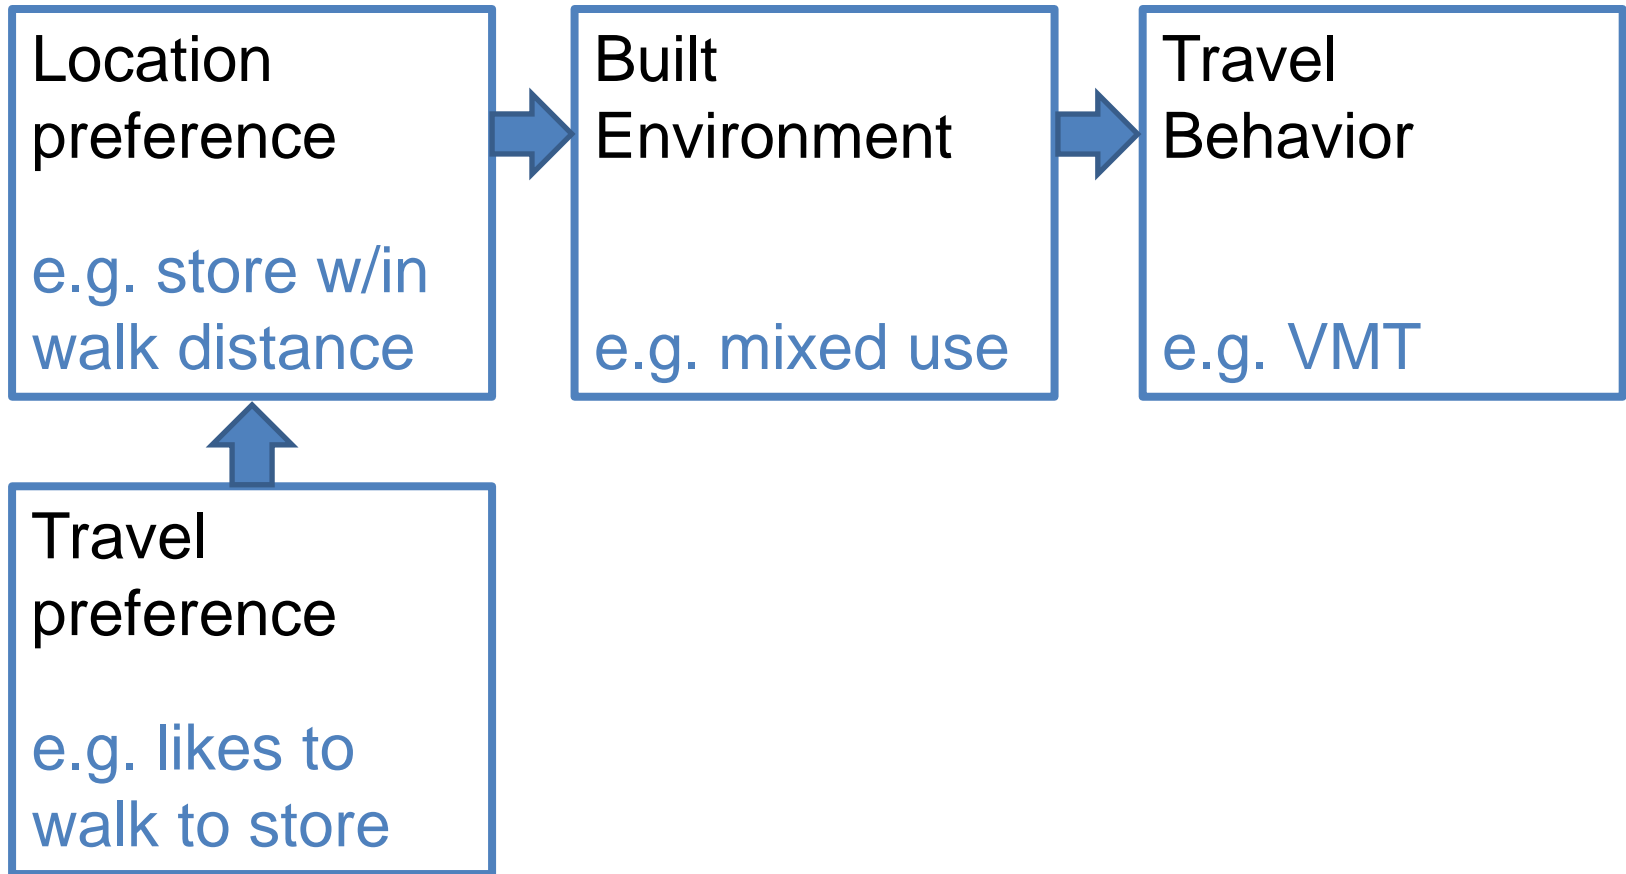 Location
preference
e.g. store w/in
walk distance
Built
Environment
e.g. mixed use
Travel
Behavior
e.g. VMT
Travel
preference
e.g. likes to
walk to store